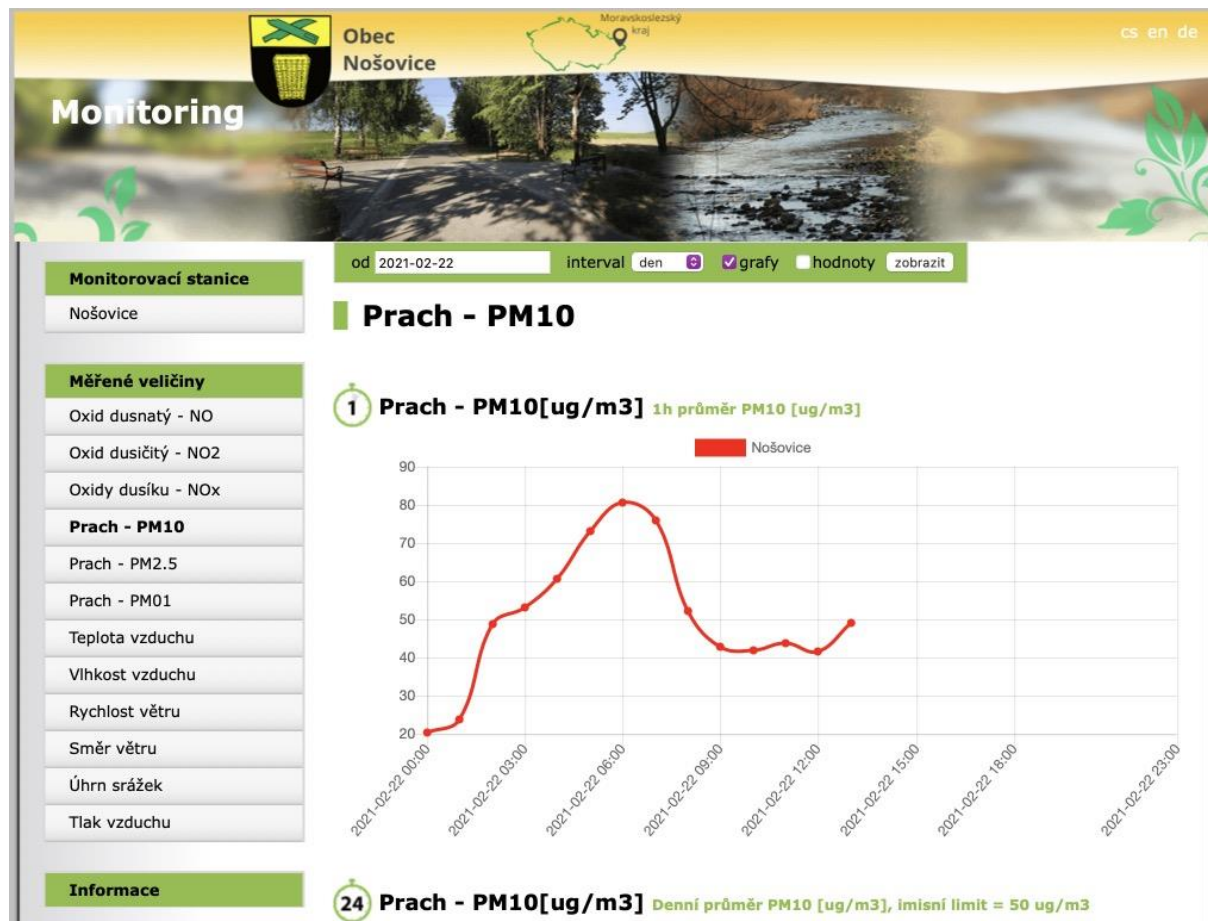 Moravskoslezský
kraj
Obec
Nošovice
cs en de
Monitoring
od 2021-02-22 interval den grafy hodnoty zobrazit
Monitorovací stanice
Nošovice
Měřené veličiny
Oxid dusnatý - NO
Oxid dusičitý - NO2
Oxidy dusíku - NOx
Prach - PM10
Prach - PM2.5
Prach - PM01
Teplota vzduchu
Vlhkost vzduchu
Rychlost větru
Směr větru
Úhrn srážek
Tlak vzduchu
Informace
Prach - PM10
1 Prach - PM10[ug/m3] 1h průměr PM10 [ug/m3]
Nošovice
90
80
70
60
50
40
30
20
2021-02-22 00:00
2021-02-22 03:00
2021-02-22 06:00
2021-02-22 09:00
2021-02-22 12:00
2021-02-22 15:00
2021-02-22 18:00
2021-02-22 23:00
24 Prach - PM10[ug/m3] Denní průměr PM10 [ug/m3], imisní limit = 50 ug/m3